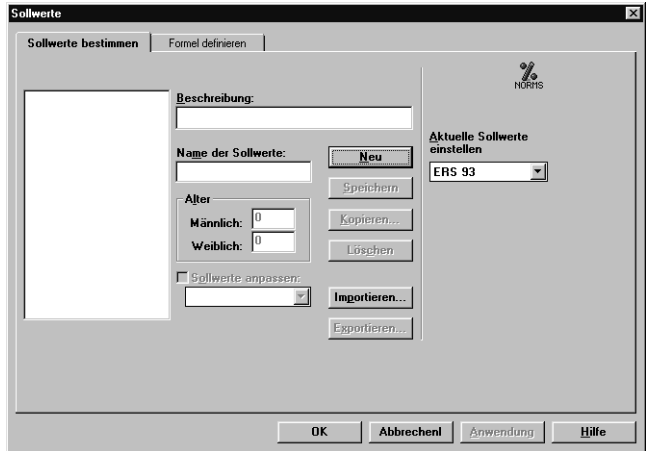 Sollwerte
Sollwerte bestimmen
Formel definieren
NORMS
Beschreibung:
Name der Sollwerte:
Neu
Speichern
Alter
Männlich: 0
Weiblich: 0
Kopieren...
Löschen
Sollwerte anpassen:
Importieren...
Exportieren...
Aktuelle Sollwerte
einstellen
ERS 93
OK
Abbrechenl
Anwendung
Hilfe